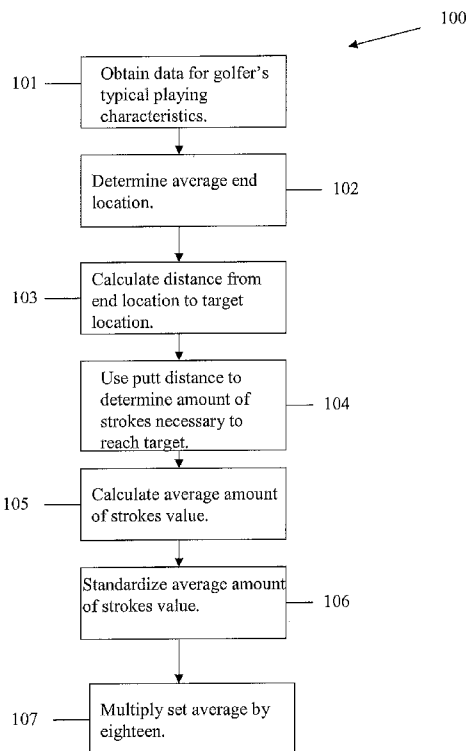 100
101
Obtain data for golfer's
typical playing
characteristics.
Determine average end
location.
102
103
Calculate distance from
end location to target
location.
Use putt distance to
determine amount of
strokes necessary to
reach target.
104
105
Calculate average amount
of strokes value.
Standardize average amount
of strokes value.
106
107
Multiply set average by
eighteen.